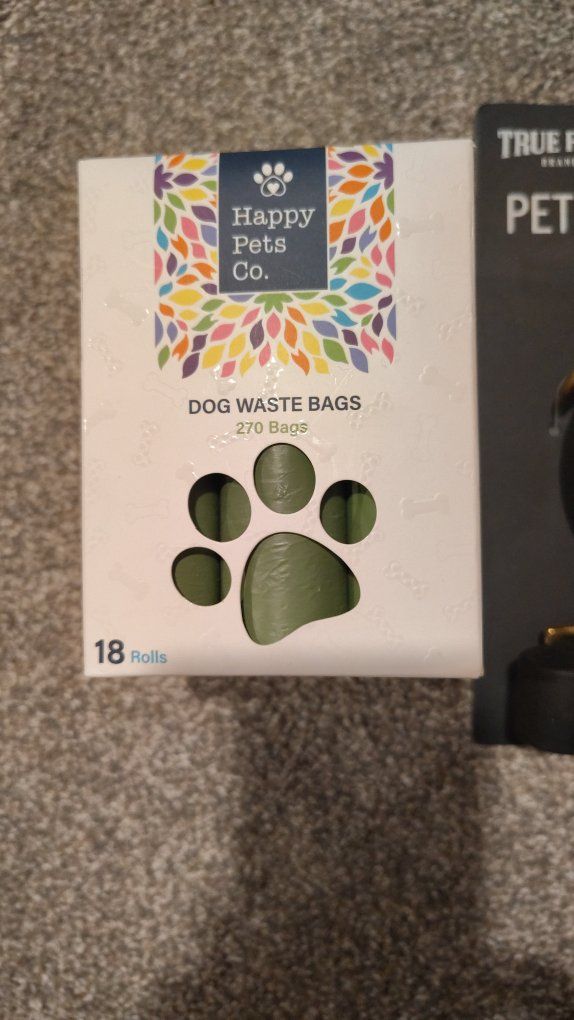 Happy
Pets
Co.
DOG WASTE BAGS
270 Bags
18 Rolls
TRUE
PET